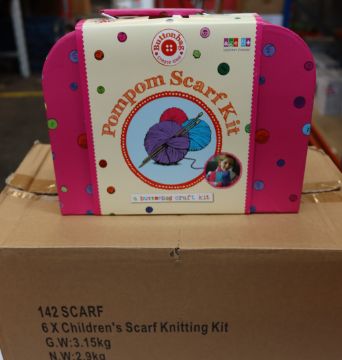 Buttonbag
Pompom Scarf Kit
a buttonbag craft kit
142 SCARF
6 X Children's Scarf Knitting Kit
G.W:3.15kg
N.W:2.9kg